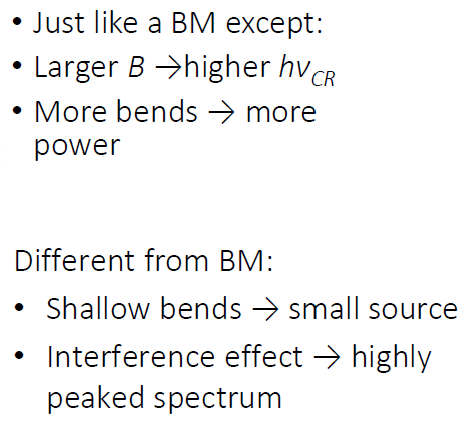 • Just like a BM except:
• Larger B →higher hν_CR
• More bends → more
power
Different from BM:
• Shallow bends → small source
• Interference effect → highly
peaked spectrum